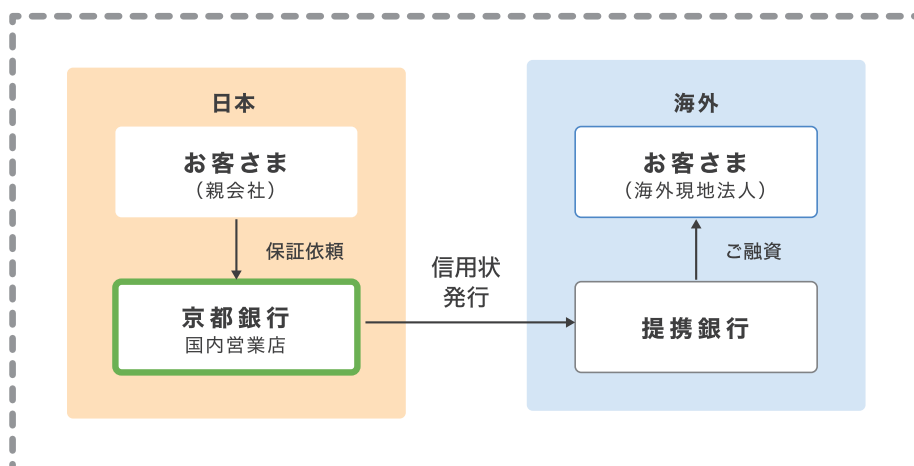 日本
お客さま
（親会社）
保証依頼
京都銀行
国内営業店
信用状
発行
海外
お客さま
（海外現地法人）
ご融資
提携銀行